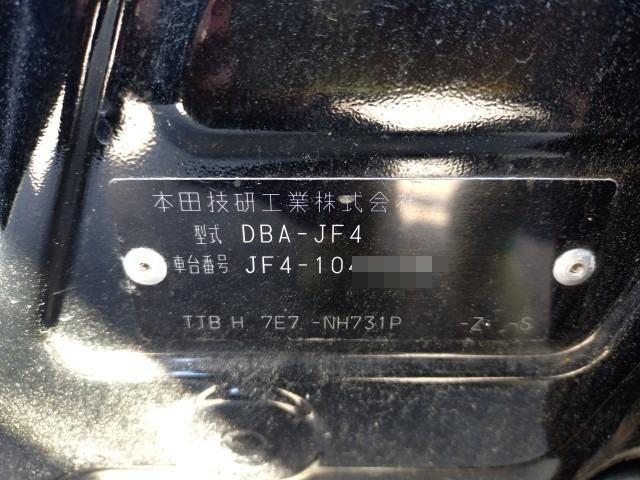 本田技研工業株式会社
型式 DBA-JF4
車台番号 JF4-104
TTB H 7E7 -NH731P -Z- -S